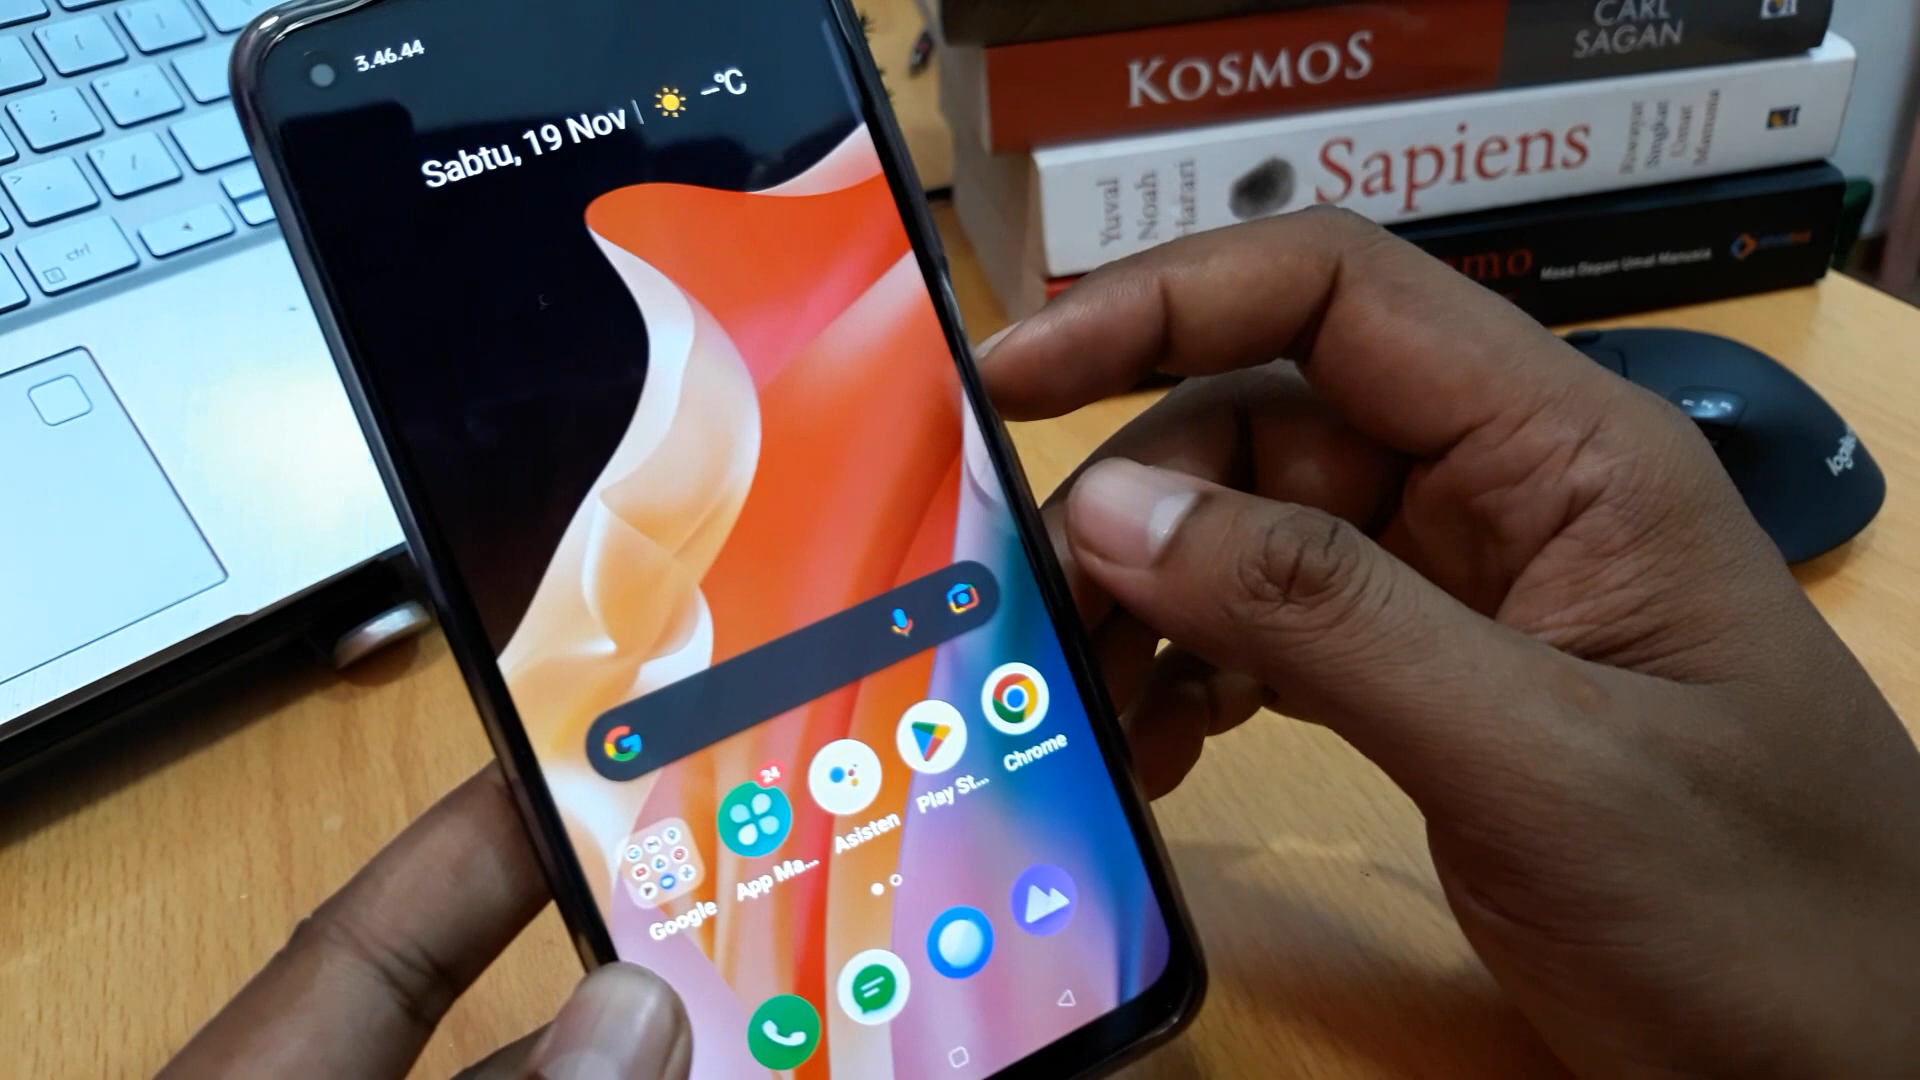 3.46.44
Sabtu, 19 Nov | –°C
24
Google
App Ma...
Asisten
Play St...
Chrome
ctrl
KOSMOS
CARL
SAGAN
Yuval
Noah
Harari
Sapiens
Riwayat
Singkat
Umat
Manusia
Masa Depan Umat Manusia